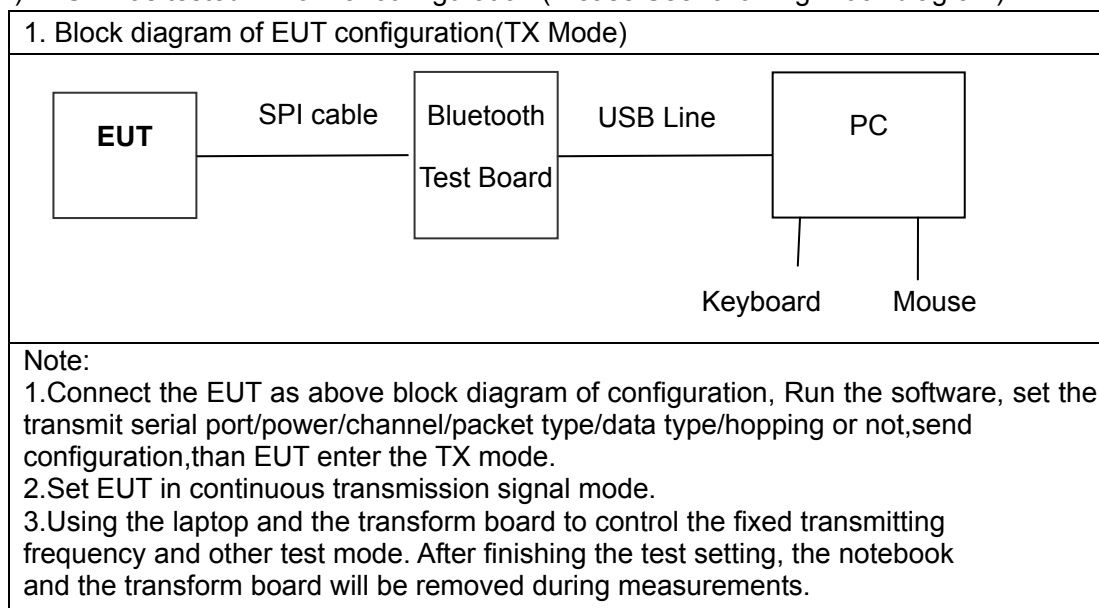 1. Block diagram of EUT configuration(TX Mode)
EUT
SPI cable
Bluetooth
Test Board
USB Line
PC
Keyboard
Mouse
Note:
1.Connect the EUT as above block diagram of configuration, Run the software, set the
transmit serial port/power/channel/packet type/data type/hopping or not,send
configuration,than EUT enter the TX mode.
2.Set EUT in continuous transmission signal mode.
3.Using the laptop and the transform board to control the fixed transmitting
frequency and other test mode. After finishing the test setting, the notebook
and the transform board will be removed during measurements.